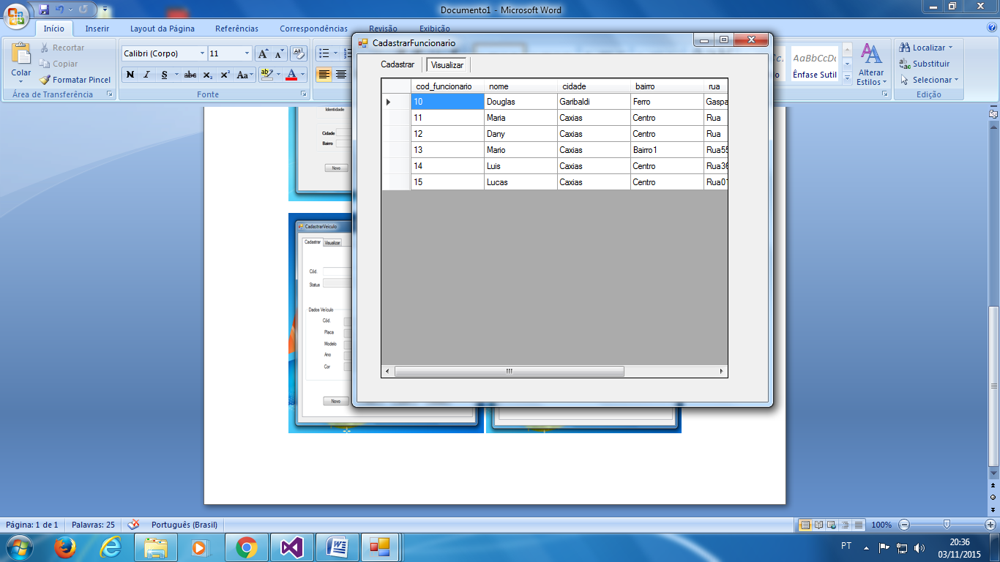 Documento1 - Microsoft Word
Início Inserir Layout da Página Referências Correspondências Revisão Exibição
Colar
Recortar
Copiar
Formatar Pincel
Área de Transferência
Calibri (Corpo) 11
N I S abc x₂ x² Aa
Fonte
AaBbCcDc
Ênfase Sutil
Alterar Estilos
Localizar
Substituir
Selecionar
Edição
Identidade
Cidade
Bairro
Novo
CadastrarVeiculo
Cadastrar Visualizar
Cód.
Status
Dados Veículo
Cód.
Placa
Modelo
Ano
Cor
Novo
CadastrarFuncionario
Cadastrar Visualizar
cod_funcionario nome cidade bairro rua
10 Douglas Garibaldi Ferro Gaspa
11 Maria Caxias Centro Rua
12 Dany Caxias Centro Rua
13 Mario Caxias Bairro1 Rua55
14 Luis Caxias Centro Rua36
15 Lucas Caxias Centro Rua01
Página: 1 de 1 Palavras: 25 Português (Brasil) 100%
PT 20:36
03/11/2015